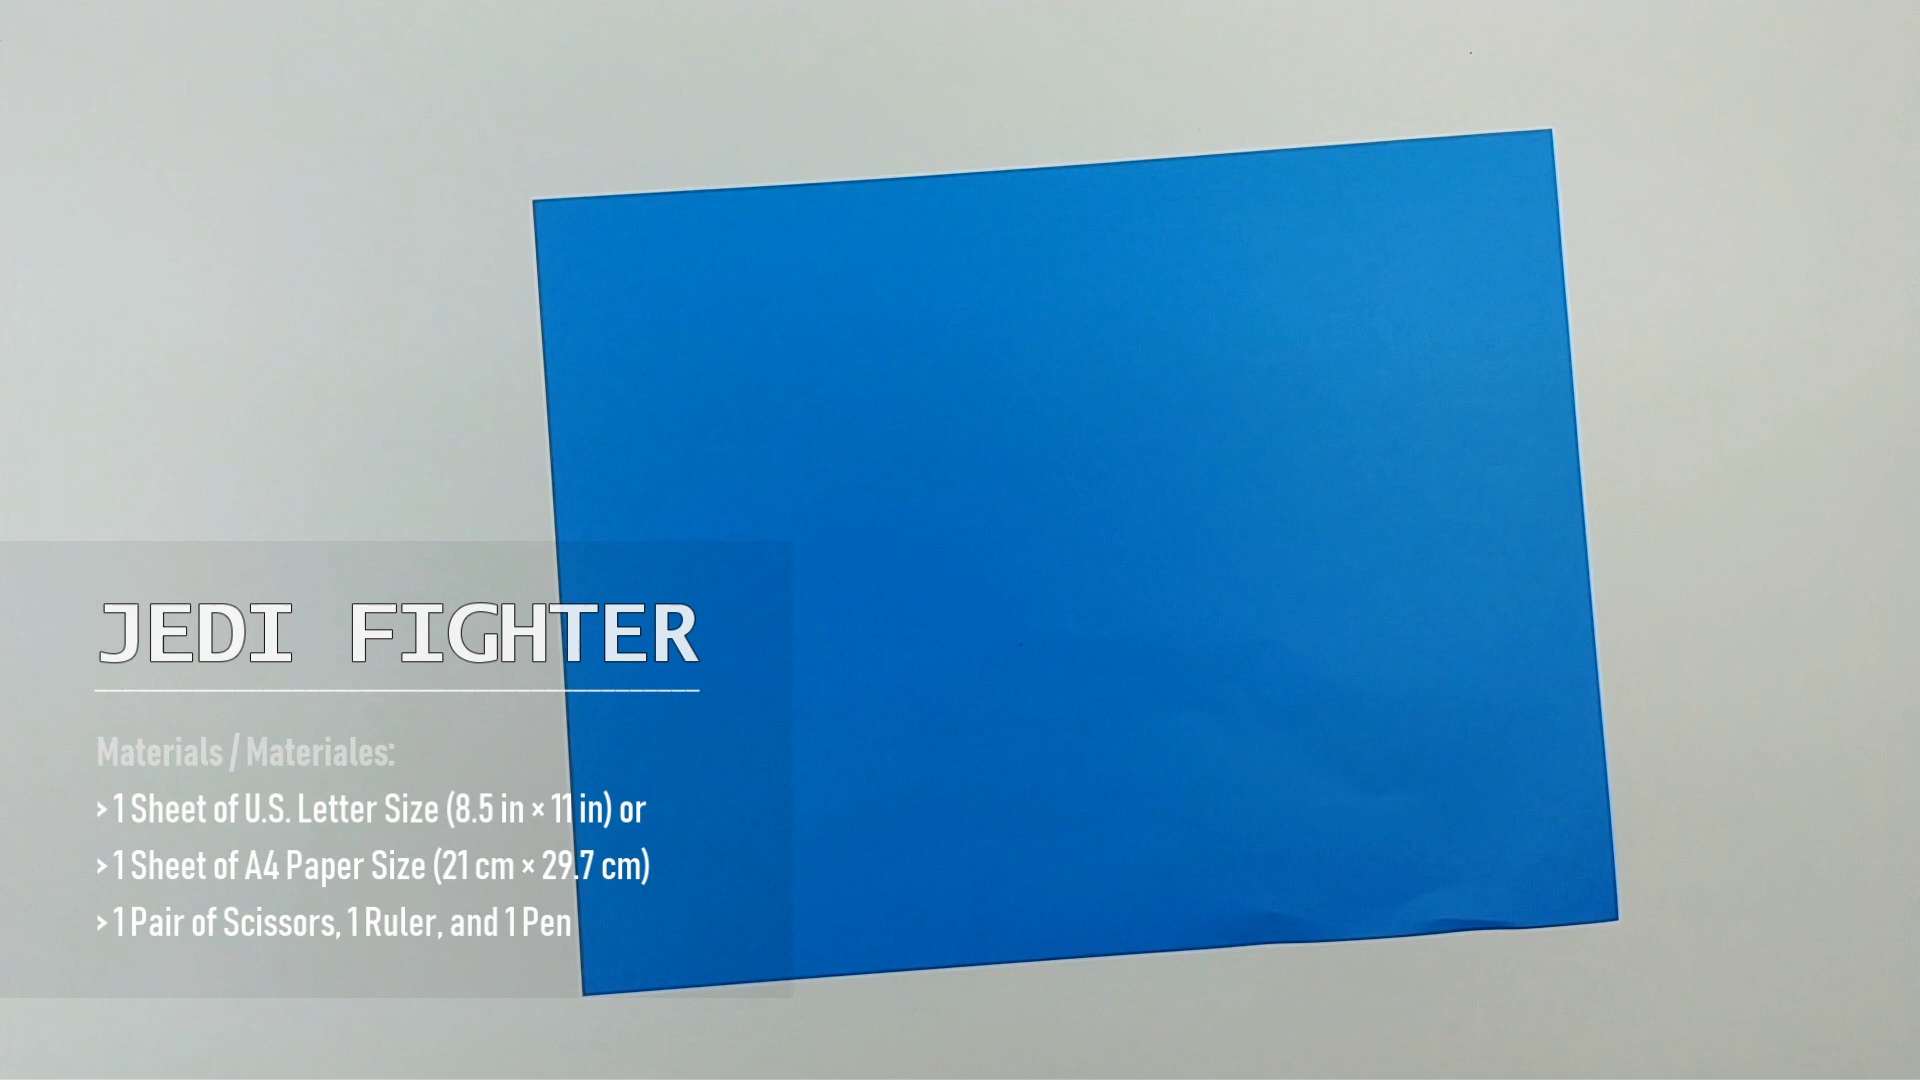 JEDI FIGHTER
Materials / Materiales:
> 1 Sheet of U.S. Letter Size (8.5 in × 11 in) or
> 1 Sheet of A4 Paper Size (21 cm × 29.7 cm)
> 1 Pair of Scissors, 1 Ruler, and 1 Pen